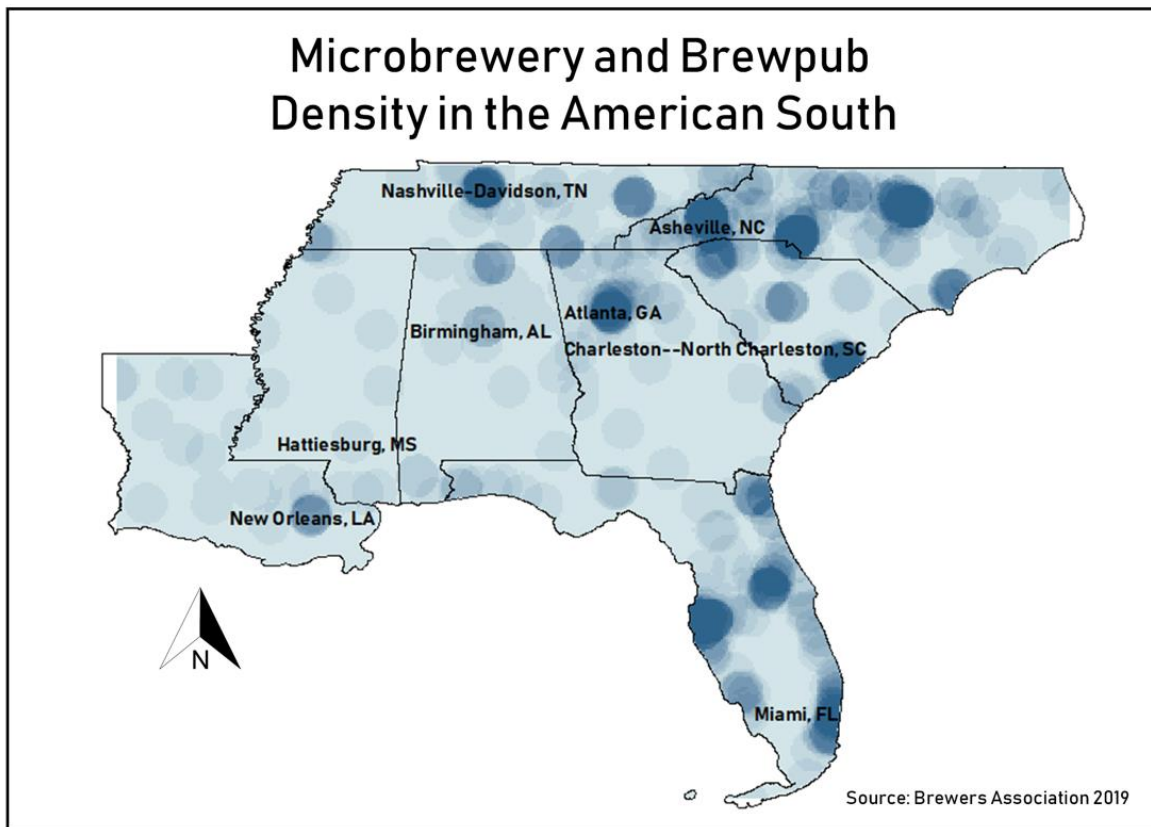 Microbrewery and Brewpub
Density in the American South
Nashville-Davidson, TN
Asheville, NC
Atlanta, GA
Birmingham, AL
Charleston--North Charleston, SC
Hattiesburg, MS
New Orleans, LA
N
Miami, FL
Source: Brewers Association 2019